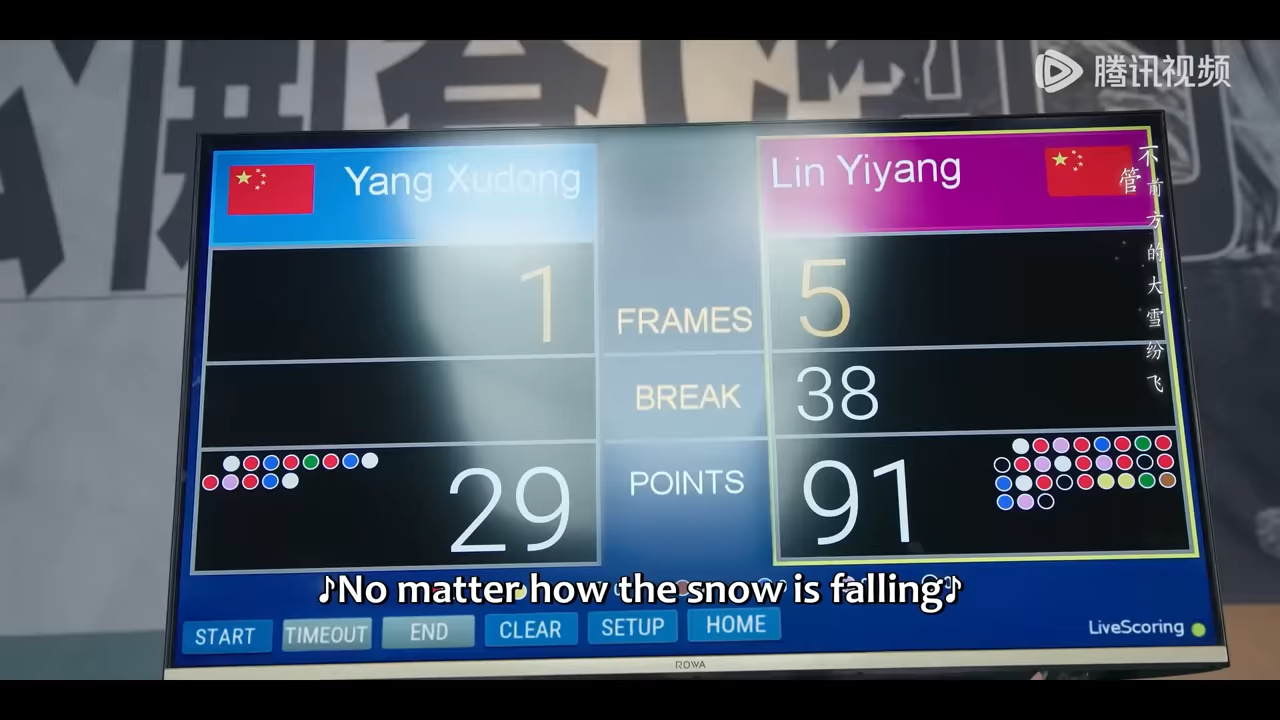 腾讯视频
Yang Xudong
Lin Yiyang
不管前方的大雪纷飞
1 FRAMES 5
BREAK 38
29 POINTS 91
♪No matter how the snow is falling♪
START TIMEOUT END CLEAR SETUP HOME
LiveScoring
ROWA